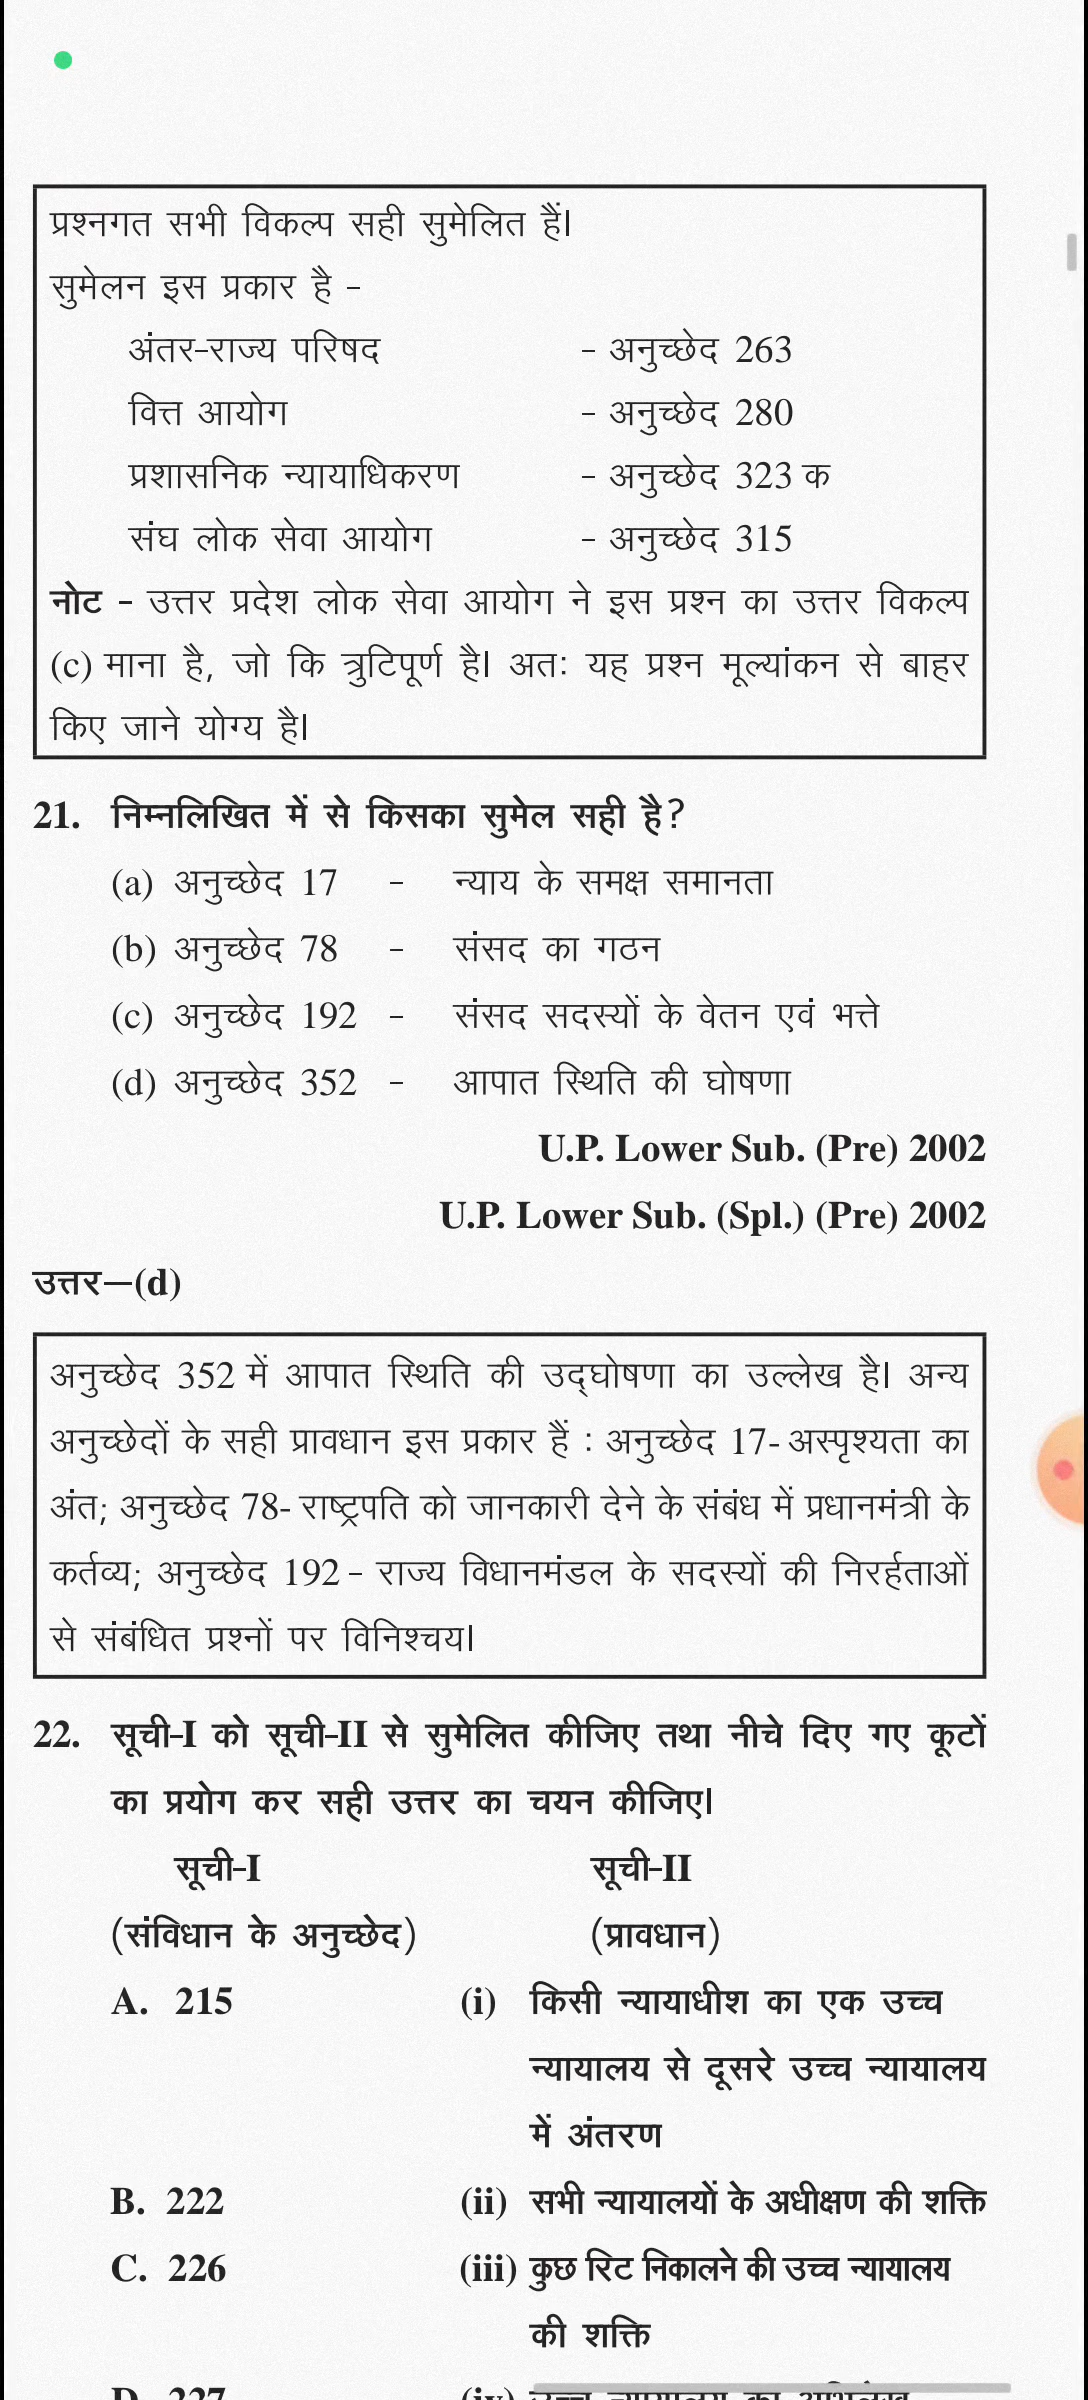 प्रश्नगत सभी विकल्प सही सुमेलित हैं।
सुमेलन इस प्रकार है -
अंतर-राज्य परिषद - अनुच्छेद 263
वित्त आयोग - अनुच्छेद 280
प्रशासनिक न्यायाधिकरण - अनुच्छेद 323 क
संघ लोक सेवा आयोग - अनुच्छेद 315
नोट - उत्तर प्रदेश लोक सेवा आयोग ने इस प्रश्न का उत्तर विकल्प
(c) माना है, जो कि त्रुटिपूर्ण है। अतः यह प्रश्न मूल्यांकन से बाहर
किए जाने योग्य है।
21. निम्नलिखित में से किसका सुमेल सही है?
(a) अनुच्छेद 17 - न्याय के समक्ष समानता
(b) अनुच्छेद 78 - संसद का गठन
(c) अनुच्छेद 192 - संसद सदस्यों के वेतन एवं भत्ते
(d) अनुच्छेद 352 - आपात स्थिति की घोषणा
U.P. Lower Sub. (Pre) 2002
U.P. Lower Sub. (Spl.) (Pre) 2002
उत्तर—(d)
अनुच्छेद 352 में आपात स्थिति की उद्घोषणा का उल्लेख है। अन्य
अनुच्छेदों के सही प्रावधान इस प्रकार हैं : अनुच्छेद 17- अस्पृश्यता का
अंत; अनुच्छेद 78- राष्ट्रपति को जानकारी देने के संबंध में प्रधानमंत्री के
कर्तव्य; अनुच्छेद 192 - राज्य विधानमंडल के सदस्यों की निरर्हताओं
से संबंधित प्रश्नों पर विनिश्चय।
22. सूची-I को सूची-II से सुमेलित कीजिए तथा नीचे दिए गए कूटों
का प्रयोग कर सही उत्तर का चयन कीजिए।
सूची-I सूची-II
(संविधान के अनुच्छेद) (प्रावधान)
A. 215 (i) किसी न्यायाधीश का एक उच्च
न्यायालय से दूसरे उच्च न्यायालय
में अंतरण
B. 222 (ii) सभी न्यायालयों के अधीक्षण की शक्ति
C. 226 (iii) कुछ रिट निकालने की उच्च न्यायालय
की शक्ति
D. 227 (iv)